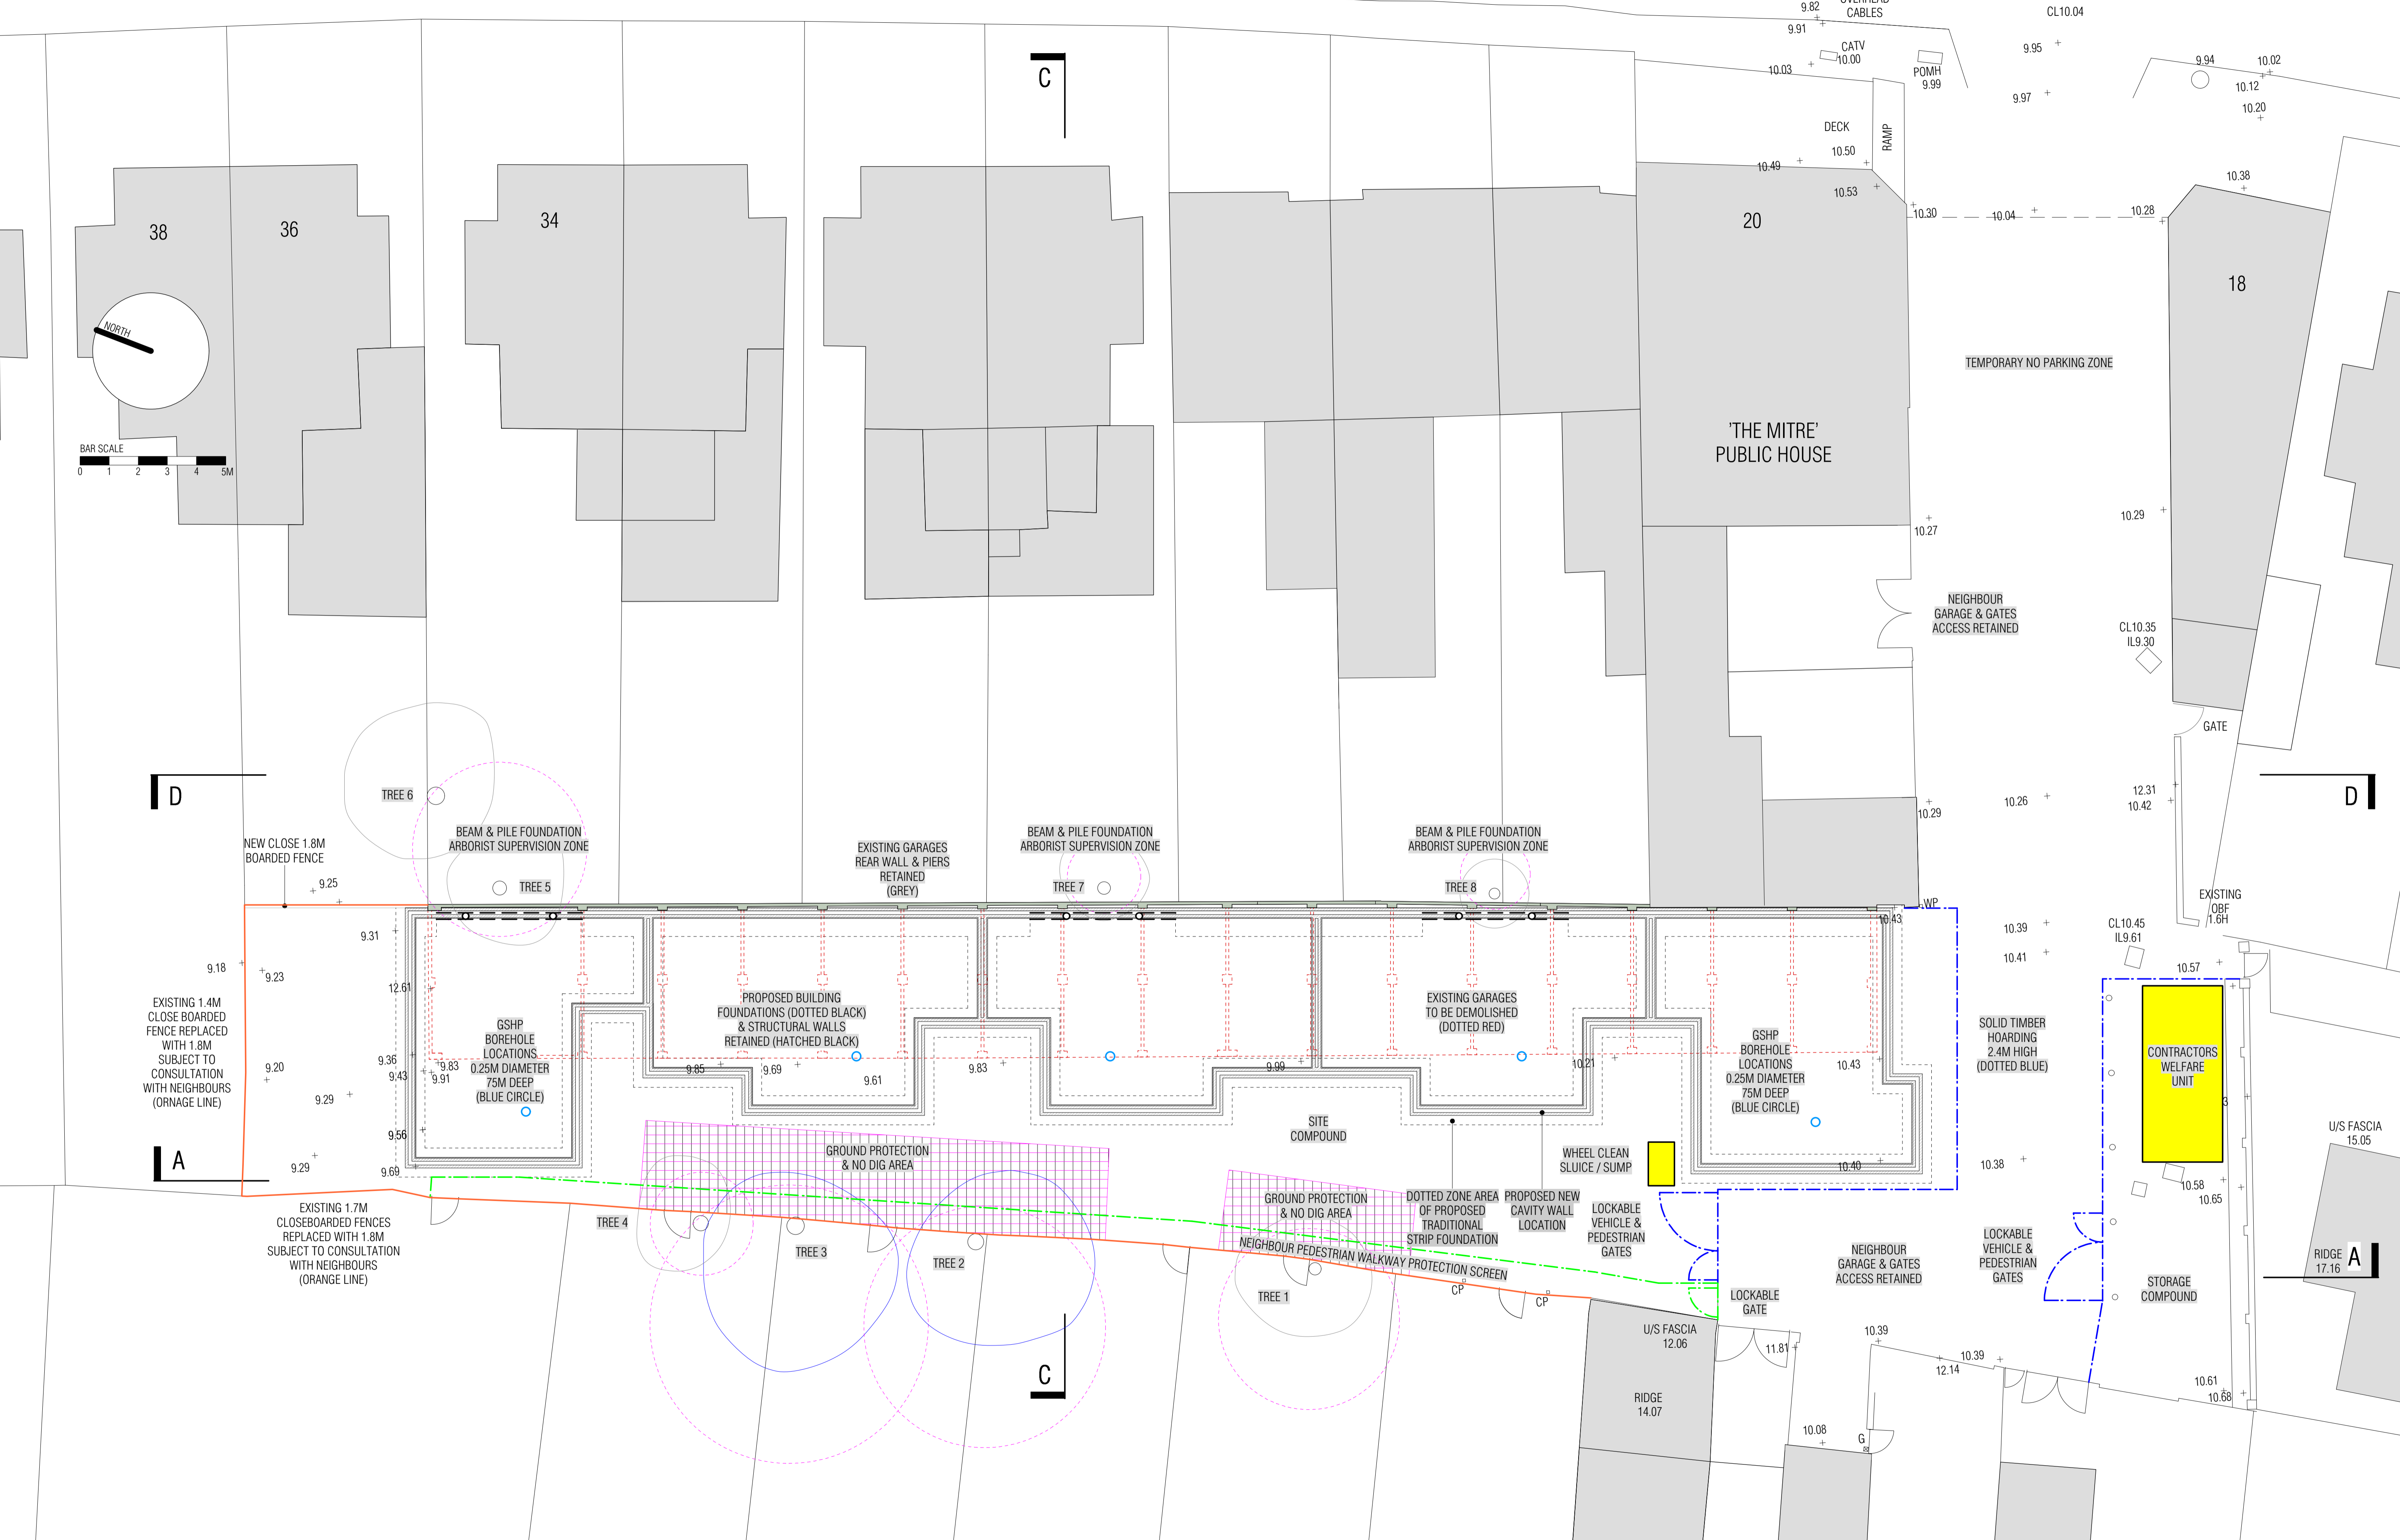 9.82
OVERHEAD
CABLES
CL10.04
9.91
CATV
10.00
9.95
10.03
POMH
9.99
9.94
10.02
10.12
10.20
9.97
C
DECK
RAMP
10.50
10.49
10.53
10.38
38
36
34
20
10.30
10.04
10.28
18
NORTH
TEMPORARY NO PARKING ZONE
BAR SCALE
0 1 2 3 4 5M
'THE MITRE'
PUBLIC HOUSE
10.27
10.29
NEIGHBOUR
GARAGE & GATES
ACCESS RETAINED
CL10.35
IL9.30
GATE
D
TREE 6
12.31
10.42
10.26
D
10.29
BEAM & PILE FOUNDATION
ARBORIST SUPERVISION ZONE
BEAM & PILE FOUNDATION
ARBORIST SUPERVISION ZONE
BEAM & PILE FOUNDATION
ARBORIST SUPERVISION ZONE
NEW CLOSE 1.8M
BOARDED FENCE
EXISTING GARAGES
REAR WALL & PIERS
RETAINED
(GREY)
9.25
TREE 5
TREE 7
TREE 8
EXISTING
OBF
1.6H
WP
10.43
9.31
10.39
CL10.45
IL9.61
10.41
10.57
9.18
9.23
12.61
EXISTING 1.4M
CLOSE BOARDED
FENCE REPLACED
WITH 1.8M
SUBJECT TO
CONSULTATION
WITH NEIGHBOURS
(ORNAGE LINE)
GSHP
BOREHOLE
LOCATIONS
0.25M DIAMETER
75M DEEP
(BLUE CIRCLE)
PROPOSED BUILDING
FOUNDATIONS (DOTTED BLACK)
& STRUCTURAL WALLS
RETAINED (HATCHED BLACK)
EXISTING GARAGES
TO BE DEMOLISHED
(DOTTED RED)
GSHP
BOREHOLE
LOCATIONS
0.25M DIAMETER
75M DEEP
(BLUE CIRCLE)
SOLID TIMBER
HOARDING
2.4M HIGH
(DOTTED BLUE)
CONTRACTORS
WELFARE
UNIT
9.20
9.36
9.43
9.83
9.91
9.85
9.69
9.61
9.83
9.99
10.21
10.43
9.29
3
9.56
9.29
9.69
SITE
COMPOUND
GROUND PROTECTION
& NO DIG AREA
WHEEL CLEAN
SLUICE / SUMP
10.40
10.38
U/S FASCIA
15.05
10.58
10.65
A
EXISTING 1.7M
CLOSEBOARDED FENCES
REPLACED WITH 1.8M
SUBJECT TO CONSULTATION
WITH NEIGHBOURS
(ORANGE LINE)
TREE 4
TREE 3
TREE 2
GROUND PROTECTION
& NO DIG AREA
DOTTED ZONE AREA
OF PROPOSED
TRADITIONAL
STRIP FOUNDATION
PROPOSED NEW
CAVITY WALL
LOCATION
LOCKABLE
VEHICLE &
PEDESTRIAN
GATES
NEIGHBOUR PEDESTRIAN WALKWAY PROTECTION SCREEN
NEIGHBOUR
GARAGE & GATES
ACCESS RETAINED
LOCKABLE
VEHICLE &
PEDESTRIAN
GATES
RIDGE
17.16
A
TREE 1
CP
CP
LOCKABLE
GATE
STORAGE
COMPOUND
U/S FASCIA
12.06
11.81
10.39
10.39
12.14
C
RIDGE
14.07
10.61
10.68
10.08
G